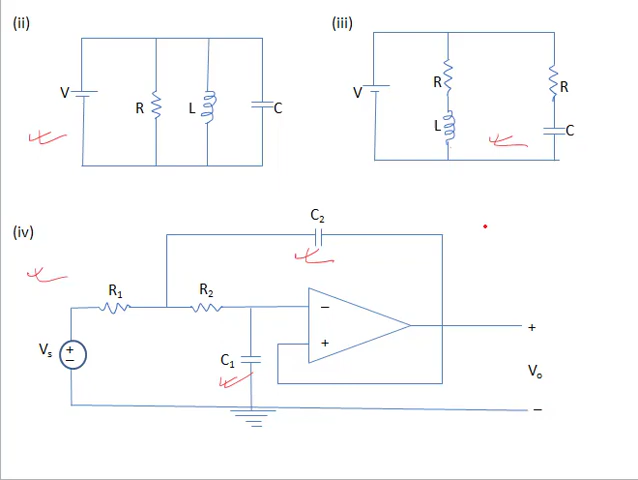 (ii)
(iii)
V
R
L
C
V
R
R
L
C
C₂
(iv)
R₁
R₂
−
+
Vs
+
−
C₁
+
Vo
−